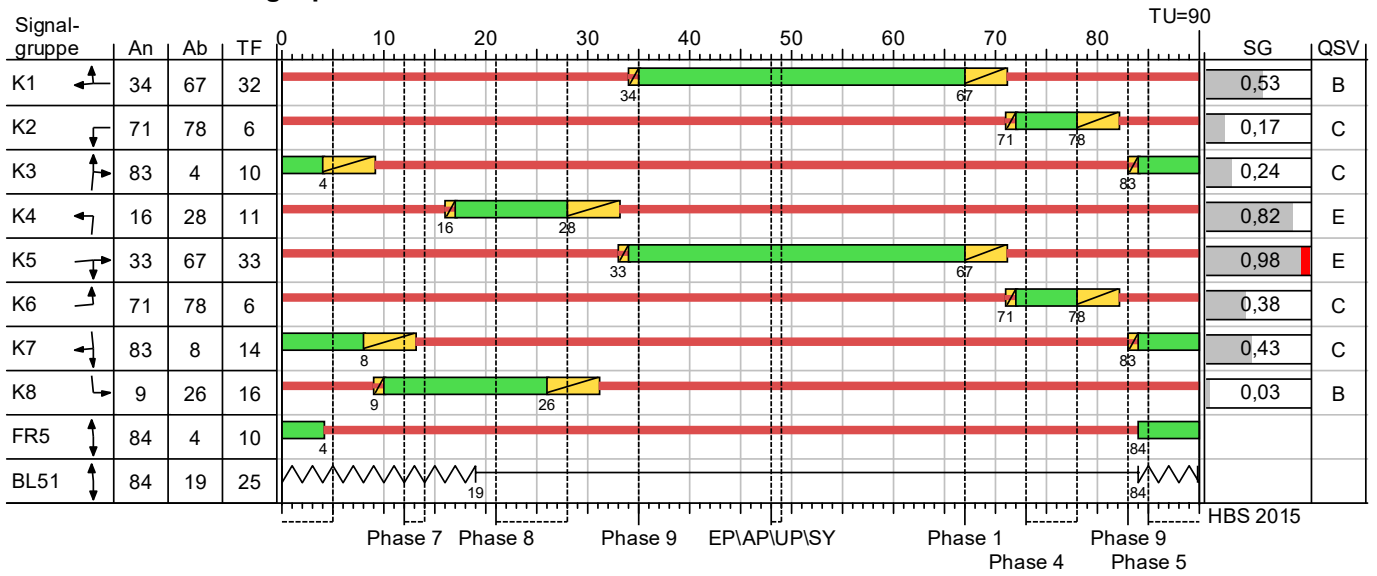 TU=90
Signal-
gruppe An Ab TF 0 10 20 30 40 50 60 70 80 SG QSV
K1 34 67 32 34 67 0,53 B
K2 71 78 6 71 78 0,17 C
K3 83 4 10 4 83 0,24 C
K4 16 28 11 16 28 0,82 E
K5 33 67 33 33 67 0,98 E
K6 71 78 6 71 78 0,38 C
K7 83 8 14 8 83 0,43 C
K8 9 26 16 9 26 0,03 B
FR5 84 4 10 4 84
BL51 84 19 25 19 84
HBS 2015
Phase 7 Phase 8 Phase 9 EP\AP\UP\SY Phase 1 Phase 9
Phase 4 Phase 5